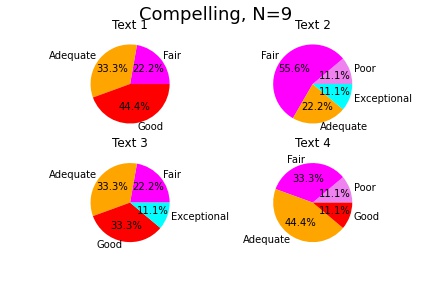 Compelling, N=9
Text 1
Text 2
Adequate
Fair
33.3%
22.2%
44.4%
Good
Fair
55.6%
Poor
11.1%
11.1%
Exceptional
22.2%
Adequate
Text 3
Text 4
Adequate
Fair
33.3%
22.2%
11.1%
Exceptional
33.3%
Good
Fair
33.3%
Poor
11.1%
11.1%
Good
44.4%
Adequate